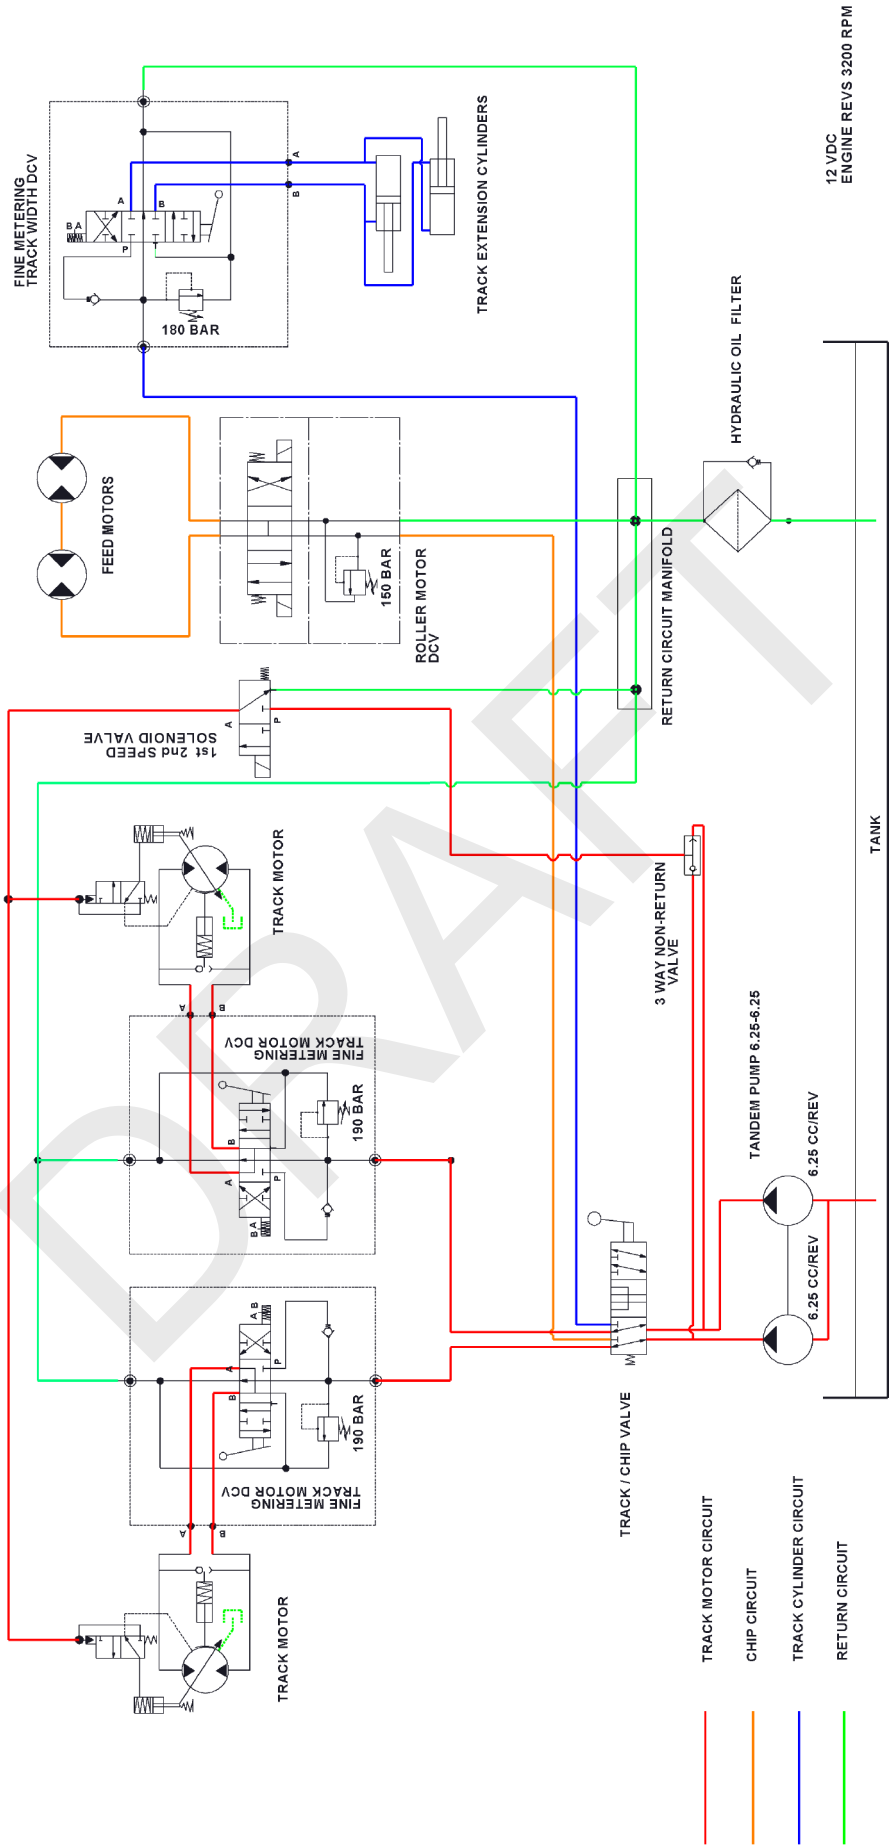 12 VDC
ENGINE REVS 3200 RPM
FINE METERING
TRACK WIDTH DCV
B A
A
B
P
T
180 BAR
A
B
TRACK EXTENSION CYLINDERS
HYDRAULIC OIL FILTER
FEED MOTORS
150 BAR
ROLLER MOTOR
DCV
RETURN CIRCUIT MANIFOLD
1st 2nd SPEED
SOLENOID VALVE
A
P
TRACK MOTOR
A
B
FINE METERING
TRACK MOTOR DCV
B
A
P
T
B A
190 BAR
3 WAY NON-RETURN
VALVE
TANK
TANDEM PUMP 6.25-6.25
6.25 CC/REV
6.25 CC/REV
A B
A
B
P
T
190 BAR
FINE METERING
TRACK MOTOR DCV
A
B
TRACK MOTOR
TRACK / CHIP VALVE
TRACK MOTOR CIRCUIT
CHIP CIRCUIT
TRACK CYLINDER CIRCUIT
RETURN CIRCUIT
DRAFT